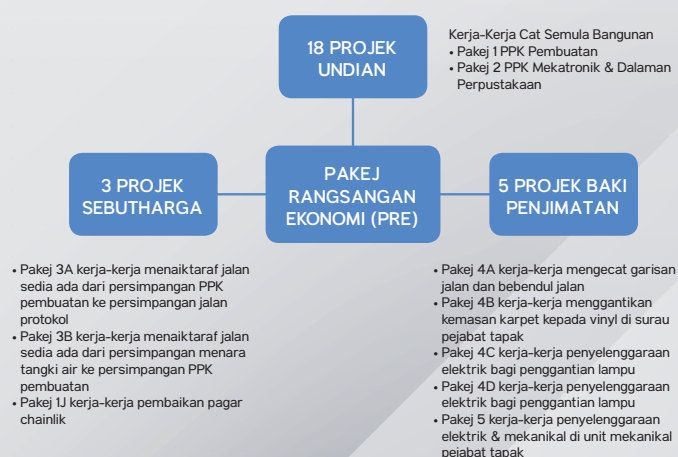 18 PROJEK
UNDIAN
Kerja-Kerja Cat Semula Bangunan
• Pakej 1 PPK Pembuatan
• Pakej 2 PPK Mekatronik & Dalaman
Perpustakaan
3 PROJEK
SEBUTHARGA
PAKEJ
RANGSANGAN
EKONOMI (PRE)
5 PROJEK BAKI
PENJIMATAN
• Pakej 3A kerja-kerja menaiktaraf jalan
sedia ada dari persimpangan PPK
pembuatan ke persimpangan jalan
protokol
• Pakej 3B kerja-kerja menaiktaraf jalan
sedia ada dari persimpangan menara
tangki air ke persimpangan PPK
pembuatan
• Pakej 1J kerja-kerja pembaikan pagar
chainlik
• Pakej 4A kerja-kerja mengecat garisan
jalan dan bebendul jalan
• Pakej 4B kerja-kerja menggantikan
kemasan karpet kepada vinyl di surau
pejabat tapak
• Pakej 4C kerja-kerja penyelenggaraan
elektrik bagi penggantian lampu
• Pakej 4D kerja-kerja penyelenggaraan
elektrik bagi penggantian lampu
• Pakej 5 kerja-kerja penyelenggaraan
elektrik & mekanikal di unit mekanikal
pejabat tapak